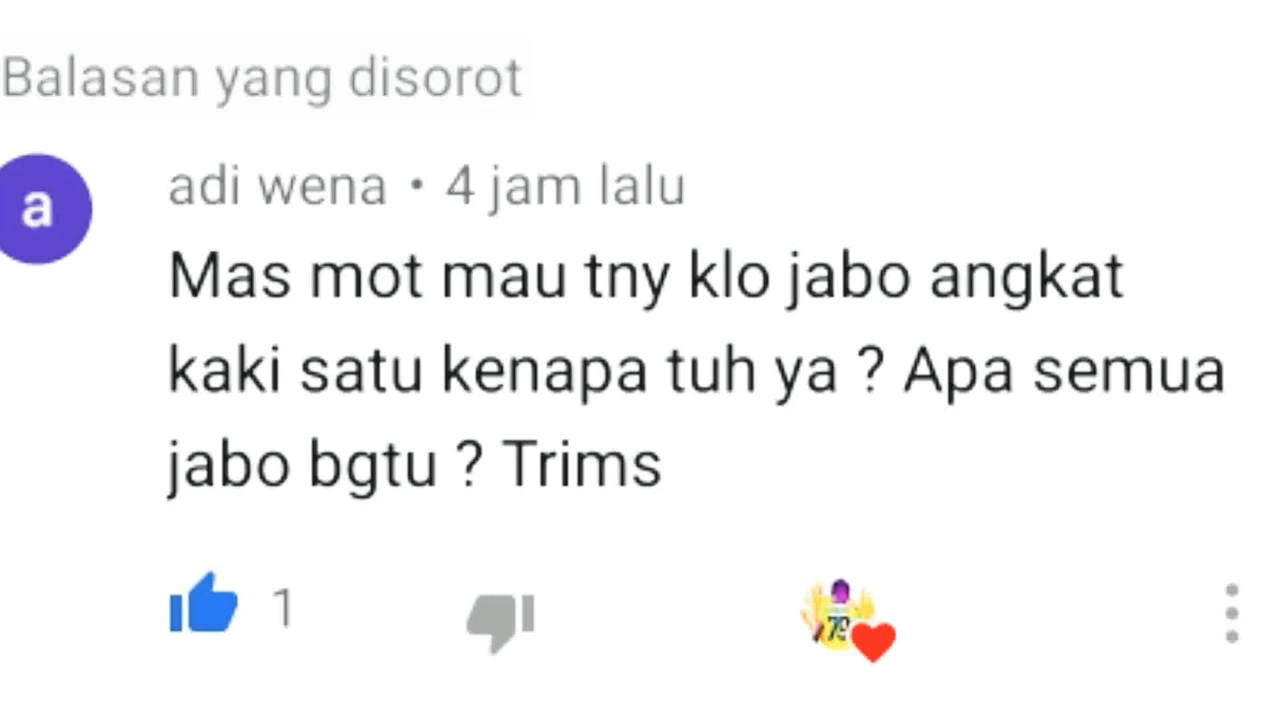 Balasan yang disorot
a
adi wena • 4 jam lalu
Mas mot mau tny klo jabo angkat
kaki satu kenapa tuh ya ? Apa semua
jabo bgtu ? Trims
1
79